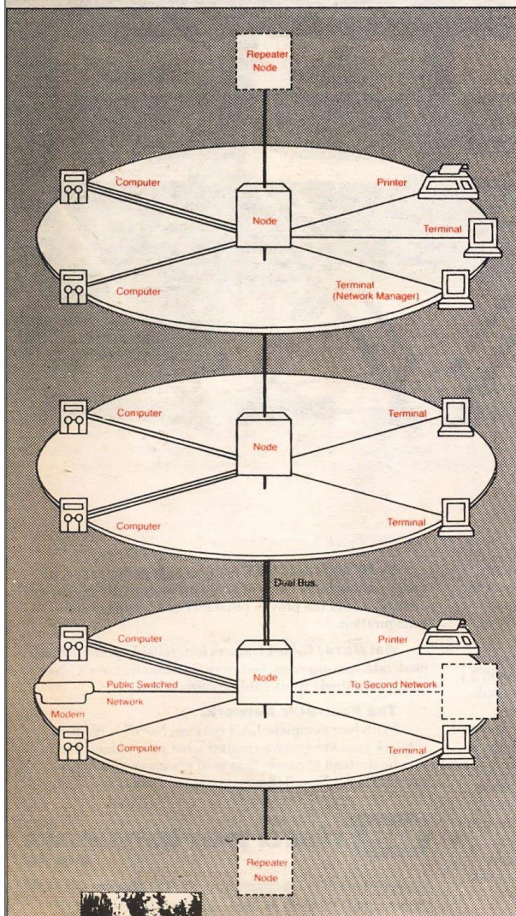 Repeater
Node
Computer
Printer
Node
Terminal
Computer
Terminal
(Network Manager)
Computer
Terminal
Node
Computer
Terminal
Dual Bus.
Computer
Printer
Public Switched
Node
To Second Network
Network
Modem
Computer
Terminal
Repeater
Node